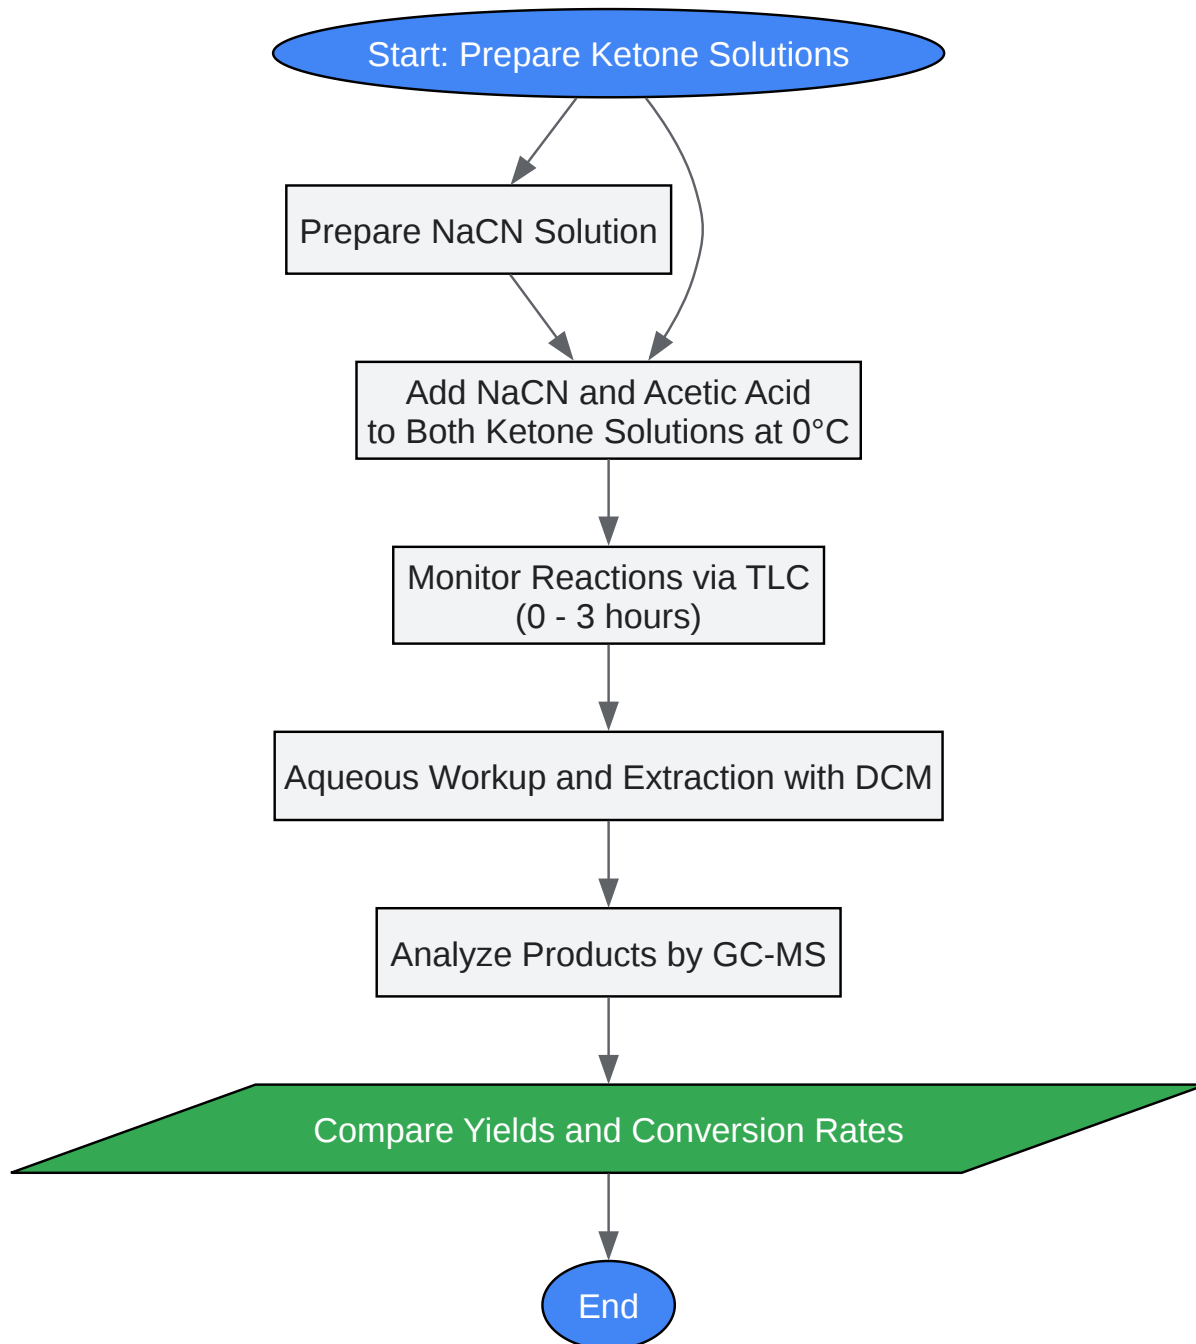 Start: Prepare Ketone Solutions
Prepare NaCN Solution
Add NaCN and Acetic Acid
to Both Ketone Solutions at 0°C
Monitor Reactions via TLC
(0 - 3 hours)
Aqueous Workup and Extraction with DCM
Analyze Products by GC-MS
Compare Yields and Conversion Rates
End